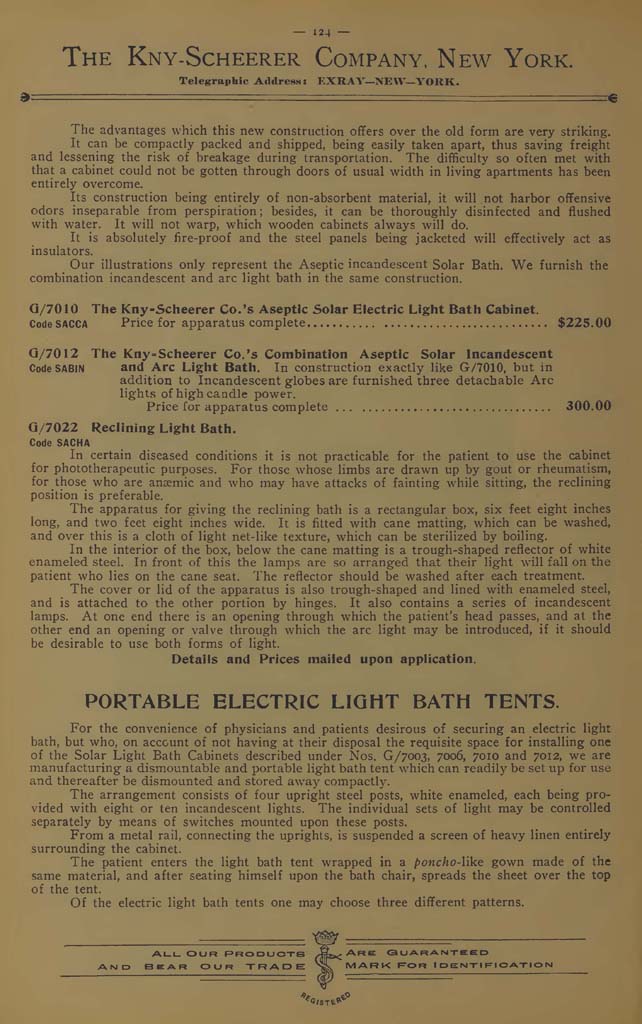 — 124 —
THE KNY-SCHEERER COMPANY, NEW YORK.
Telegraphic Address: EXRAY—NEW—YORK.
The advantages which this new construction offers over the old form are very striking.
It can be compactly packed and shipped, being easily taken apart, thus saving freight
and lessening the risk of breakage during transportation. The difficulty so often met with
that a cabinet could not be gotten through doors of usual width in living apartments has been
entirely overcome.
Its construction being entirely of non-absorbent material, it will not harbor offensive
odors inseparable from perspiration; besides, it can be thoroughly disinfected and flushed
with water. It will not warp, which wooden cabinets always will do.
It is absolutely fire-proof and the steel panels being jacketed will effectively act as
insulators.
Our illustrations only represent the Aseptic incandescent Solar Bath. We furnish the
combination incandescent and arc light bath in the same construction.
G/7010 The Kny-Scheerer Co.'s Aseptic Solar Electric Light Bath Cabinet.
Code SACCA Price for apparatus complete........... .......................... $225.00
G/7012 The Kny-Scheerer Co.'s Combination Aseptic Solar Incandescent
Code SABIN and Arc Light Bath. In construction exactly like G/7010, but in
addition to Incandescent globes are furnished three detachable Arc
lights of high candle power.
Price for apparatus complete ... .............................. 300.00
G/7022 Reclining Light Bath.
Code SACHA
In certain diseased conditions it is not practicable for the patient to use the cabinet
for phototherapeutic purposes. For those whose limbs are drawn up by gout or rheumatism,
for those who are anæmic and who may have attacks of fainting while sitting, the reclining
position is preferable.
The apparatus for giving the reclining bath is a rectangular box, six feet eight inches
long, and two feet eight inches wide. It is fitted with cane matting, which can be washed,
and over this is a cloth of light net-like texture, which can be sterilized by boiling.
In the interior of the box, below the cane matting is a trough-shaped reflector of white
enameled steel. In front of this the lamps are so arranged that their light will fall on the
patient who lies on the cane seat. The reflector should be washed after each treatment.
The cover or lid of the apparatus is also trough-shaped and lined with enameled steel,
and is attached to the other portion by hinges. It also contains a series of incandescent
lamps. At one end there is an opening through which the patient's head passes, and at the
other end an opening or valve through which the arc light may be introduced, if it should
be desirable to use both forms of light.
Details and Prices mailed upon application.
PORTABLE ELECTRIC LIGHT BATH TENTS.
For the convenience of physicians and patients desirous of securing an electric light
bath, but who, on account of not having at their disposal the requisite space for installing one
of the Solar Light Bath Cabinets described under Nos. G/7003, 7006, 7010 and 7012, we are
manufacturing a dismountable and portable light bath tent which can readily be set up for use
and thereafter be dismounted and stored away compactly.
The arrangement consists of four upright steel posts, white enameled, each being pro-
vided with eight or ten incandescent lights. The individual sets of light may be controlled
separately by means of switches mounted upon these posts.
From a metal rail, connecting the uprights, is suspended a screen of heavy linen entirely
surrounding the cabinet.
The patient enters the light bath tent wrapped in a poncho-like gown made of the
same material, and after seating himself upon the bath chair, spreads the sheet over the top
of the tent.
Of the electric light bath tents one may choose three different patterns.
ALL OUR PRODUCTS ARE GUARANTEED
AND BEAR OUR TRADE MARK FOR IDENTIFICATION
REGISTERED